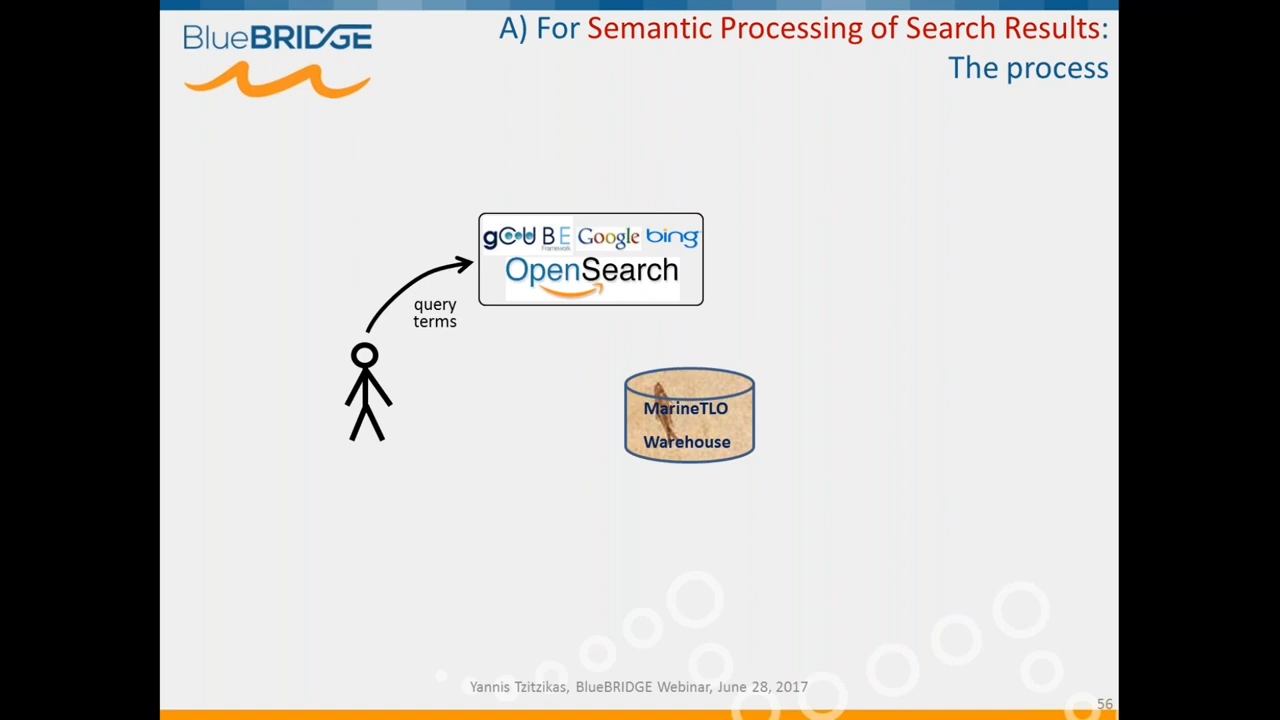 BlueBRIDGE
A) For Semantic Processing of Search Results:
The process
gCUBE Google bing
Framework
OpenSearch
query
terms
MarineTLO
Warehouse
Yannis Tzitzikas, BlueBRIDGE Webinar, June 28, 2017
56